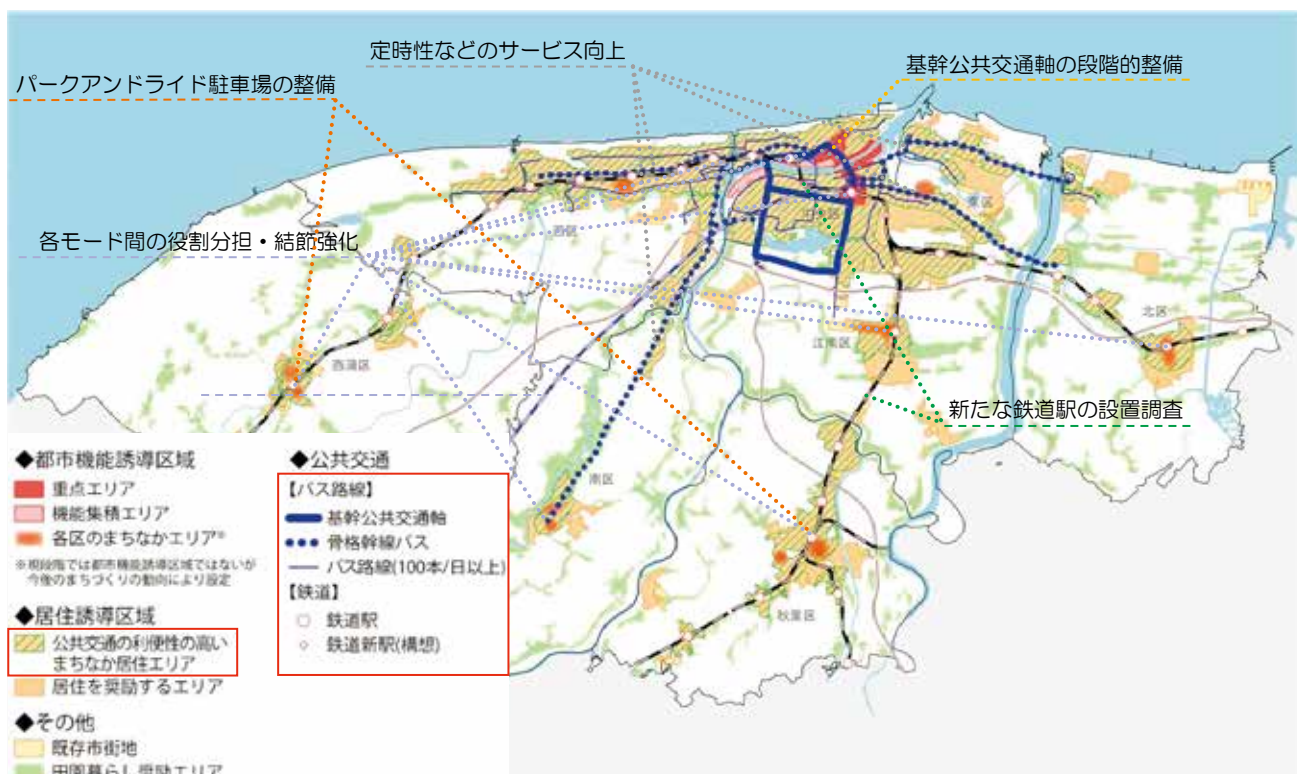 定時性などのサービス向上
基幹公共交通軸の段階的整備
パークアンドライド駐車場の整備
東区
各モード間の役割分担・結節強化
西区
北区
江南区
西蒲区
新たな鉄道駅の設置調査
南区
秋葉区
◆都市機能誘導区域
重点エリア
機能集積エリア
各区のまちなかエリア※
※現段階では都市機能誘導区域ではないが
今後のまちづくりの動向により設定
◆居住誘導区域
公共交通の利便性の高い
まちなか居住エリア
居住を奨励するエリア
◆その他
既存市街地
田園暮らし奨励エリア
◆公共交通
【バス路線】
基幹公共交通軸
骨格幹線バス
バス路線(100本/日以上)
【鉄道】
鉄道駅
鉄道新駅(構想)